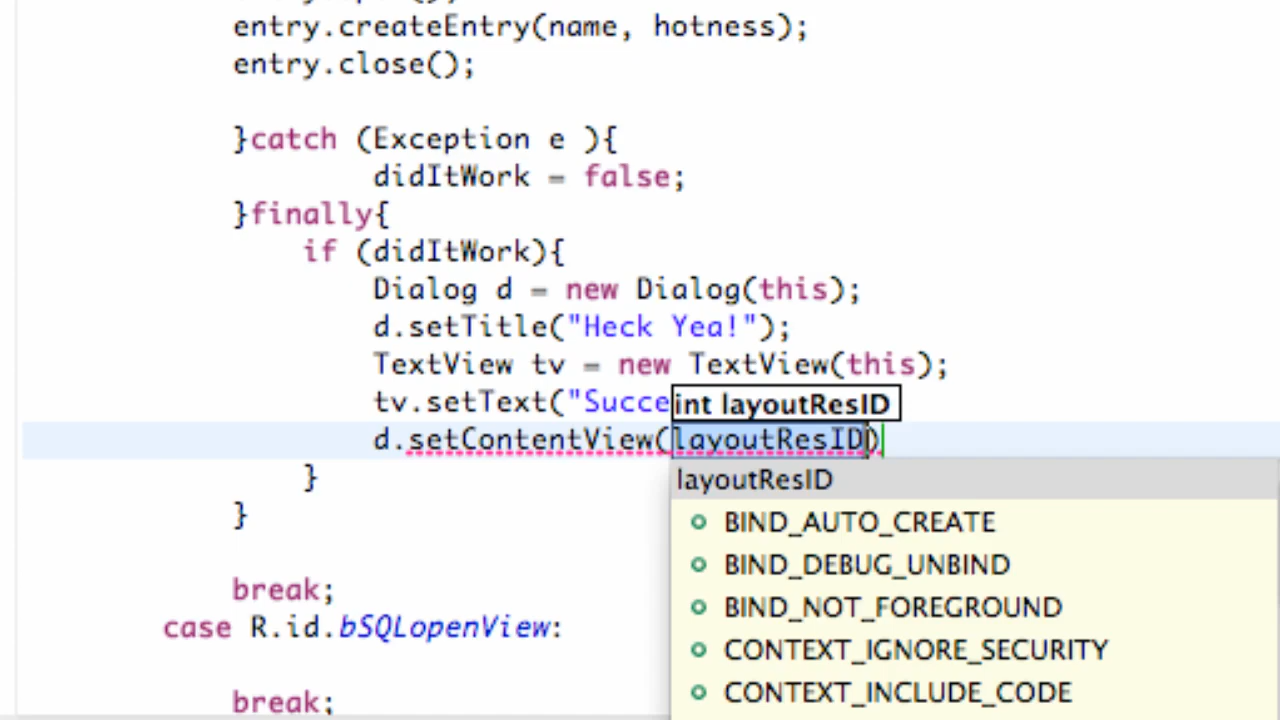 entry.createEntry(name, hotness);
entry.close();
}catch (Exception e ){
didItWork = false;
}finally{
if (didItWork){
Dialog d = new Dialog(this);
d.setTitle("Heck Yea!");
TextView tv = new TextView(this);
tv.setText("Succe
int layoutResID
d.setContentView(layoutResID)
}
}
layoutResID
BIND_AUTO_CREATE
BIND_DEBUG_UNBIND
BIND_NOT_FOREGROUND
CONTEXT_IGNORE_SECURITY
CONTEXT_INCLUDE_CODE
break;
case R.id.bSQLopenView:
break;